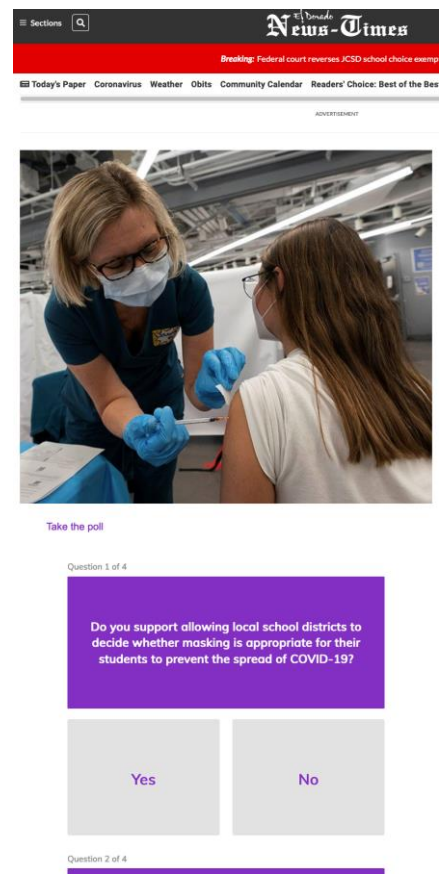 Sections
El Dorado
News-Times
Breaking: Federal court reverses JCSD school choice exemp
Today's Paper Coronavirus Weather Obits Community Calendar Readers' Choice: Best of the Bes
ADVERTISEMENT
Take the poll
Question 1 of 4
Do you support allowing local school districts to
decide whether masking is appropriate for their
students to prevent the spread of COVID-19?
Yes No
Question 2 of 4